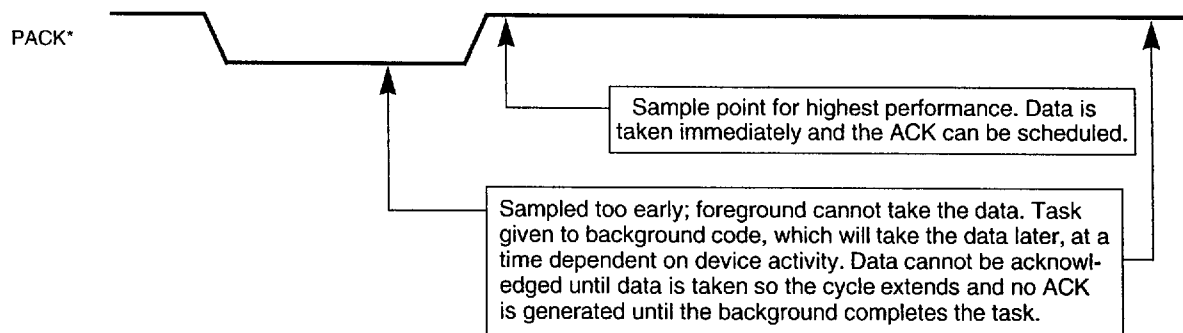 PACK*
Sample point for highest performance. Data is
taken immediately and the ACK can be scheduled.
Sampled too early; foreground cannot take the data. Task
given to background code, which will take the data later, at a
time dependent on device activity. Data cannot be acknowl-
edged until data is taken so the cycle extends and no ACK
is generated until the background completes the task.